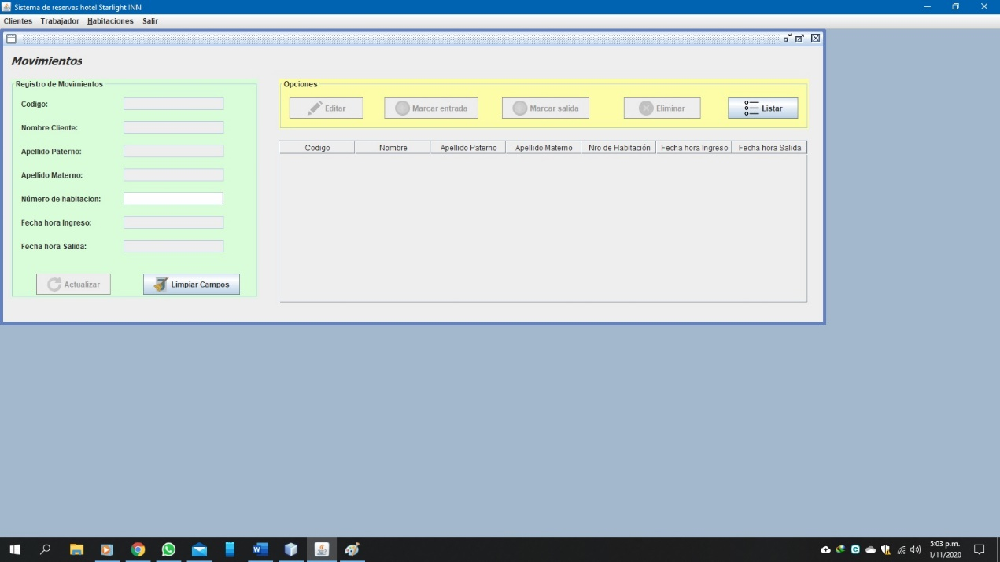 Sistema de reservas hotel Starlight INN
Clientes Trabajador Habitaciones Salir
Movimientos
Registro de Movimientos
Codigo:
Nombre Cliente:
Apellido Paterno:
Apellido Materno:
Número de habitacion:
Fecha hora Ingreso:
Fecha hora Salida:
Actualizar Limpiar Campos
Opciones
Editar Marcar entrada Marcar salida Eliminar Listar
Codigo Nombre Apellido Paterno Apellido Materno Nro de Habitación Fecha hora Ingreso Fecha hora Salida
5:03 p.m.
1/11/2020